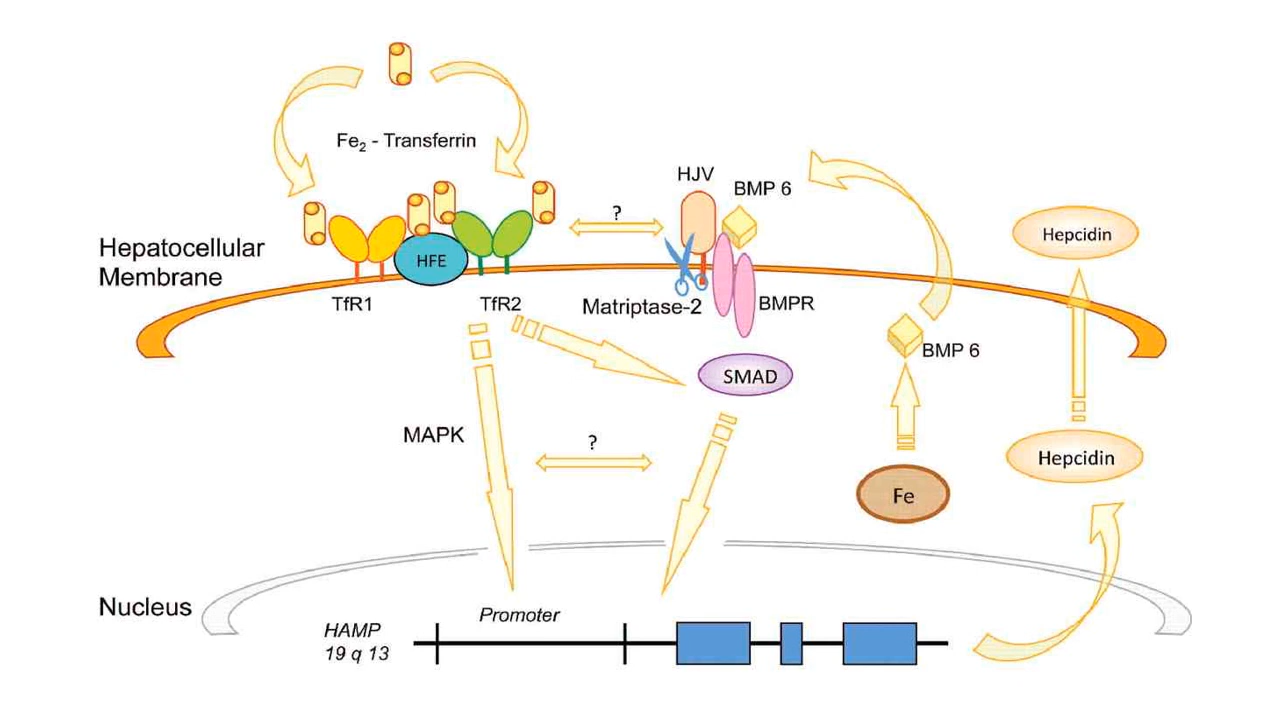 Fe2 - Transferrin
HJV
BMP 6
?
Hepcidin
Hepatocellular
Membrane
HFE
TfR1
TfR2
Matriptase-2
BMPR
BMP 6
SMAD
MAPK
?
Hepcidin
Fe
Nucleus
Promoter
HAMP
19 q 13